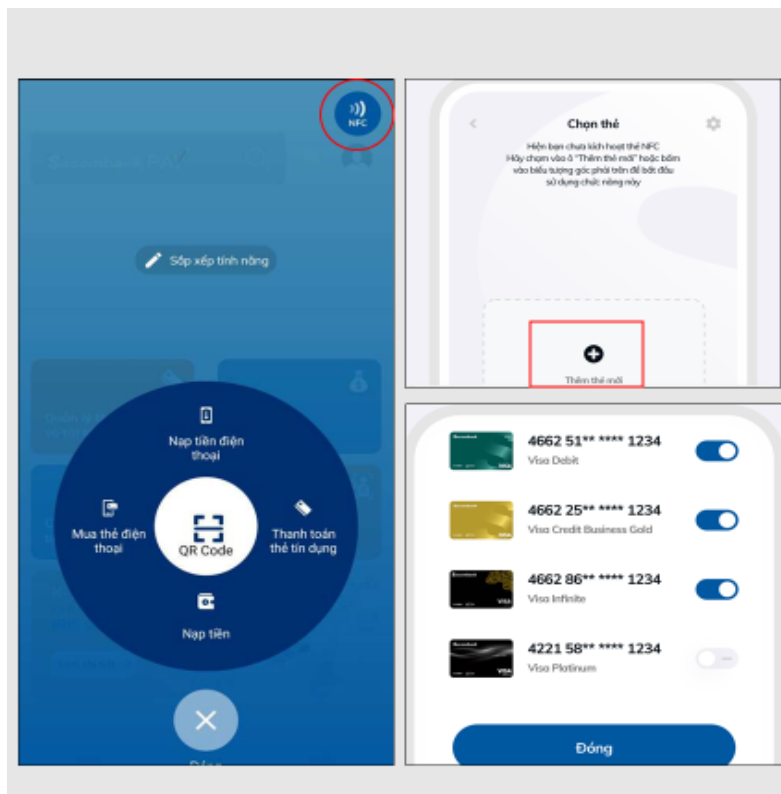 NFC
Sacombank Pay
Sắp xếp tính năng
Nạp tiền điện
thoại
Mua thẻ điện
thoại
QR Code
Thanh toán
thẻ tín dụng
Nạp tiền
Đóng
Chọn thẻ
Hiện bạn chưa kích hoạt thẻ NFC
Hãy chạm vào ô "Thêm thẻ mới" hoặc bấm
vào biểu tượng góc phải trên để bắt đầu
sử dụng chức năng này
Thêm thẻ mới
4662 51** **** 1234
Visa Debit
4662 25** **** 1234
Visa Credit Business Gold
4662 86** **** 1234
Visa Infinite
4221 58** **** 1234
Visa Platinum
Đóng